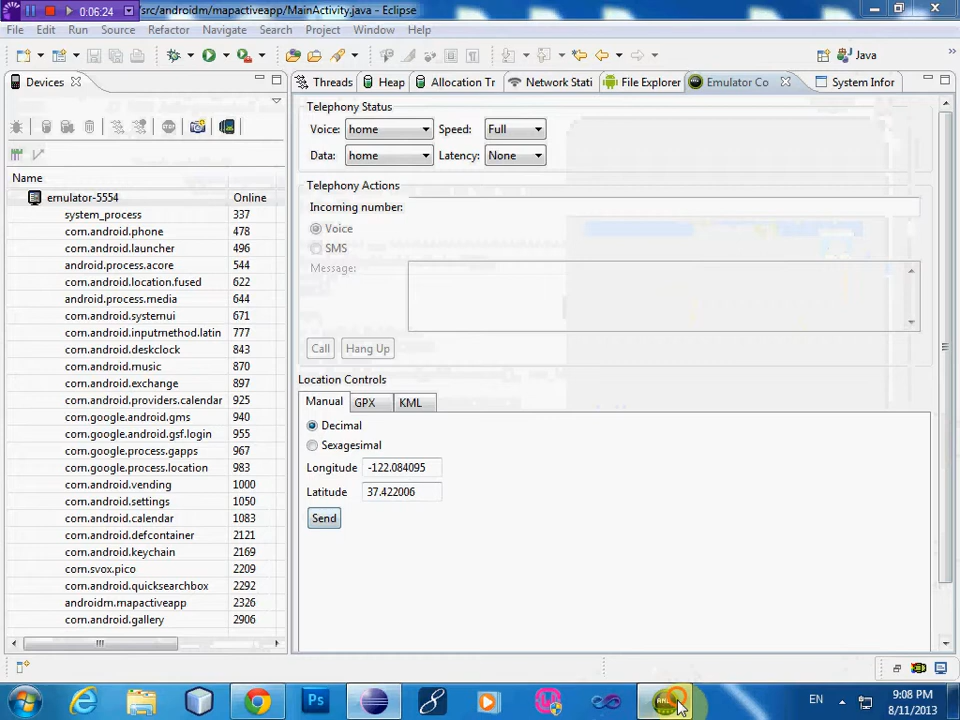 0:06:24 /src/androidm/mapactiveapp/MainActivity.java - Eclipse
File Edit Run Source Refactor Navigate Search Project Window Help
Java
Devices Threads Heap Allocation Tr Network Stati File Explorer Emulator Co System Infor
Telephony Status
Voice: home Speed: Full
Data: home Latency: None
Name
Telephony Actions
emulator-5554 Online
Incoming number:
system_process 337
Voice
com.android.phone 478
SMS
com.android.launcher 496
android.process.acore 544
Message:
com.android.location.fused 622
android.process.media 644
com.android.systemui 671
com.android.inputmethod.latin 777
com.android.deskclock 843
Call Hang Up
com.android.music 870
com.android.exchange 897
Location Controls
com.android.providers.calendar 925
Manual GPX KML
com.google.android.gms 940
Decimal
com.google.android.gsf.login 955
Sexagesimal
com.google.process.gapps 967
com.google.process.location 983
Longitude -122.084095
com.android.vending 1000
Latitude 37.422006
com.android.settings 1050
com.android.calendar 1083
Send
com.android.defcontainer 2121
com.android.keychain 2169
com.svox.pico 2209
com.android.quicksearchbox 2292
androidm.mapactiveapp 2326
com.android.gallery 2906
Ps
EN
9:08 PM
8/11/2013